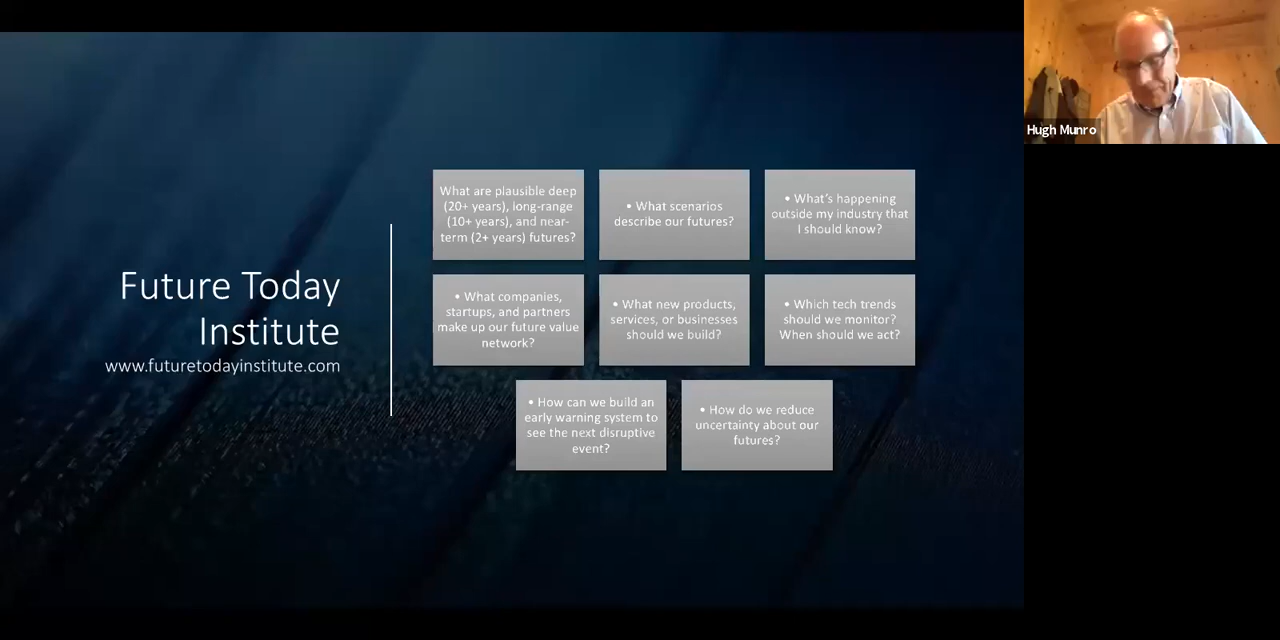 Future Today
Institute
www.futuretodayinstitute.com
What are plausible deep
(20+ years), long-range
(10+ years), and near-
term (2+ years) futures?
• What scenarios
describe our futures?
• What's happening
outside my industry that
I should know?
• What companies,
startups, and partners
make up our future value
network?
• What new products,
services, or businesses
should we build?
• Which tech trends
should we monitor?
When should we act?
• How can we build an
early warning system to
see the next disruptive
event?
• How do we reduce
uncertainty about our
futures?
Hugh Munro